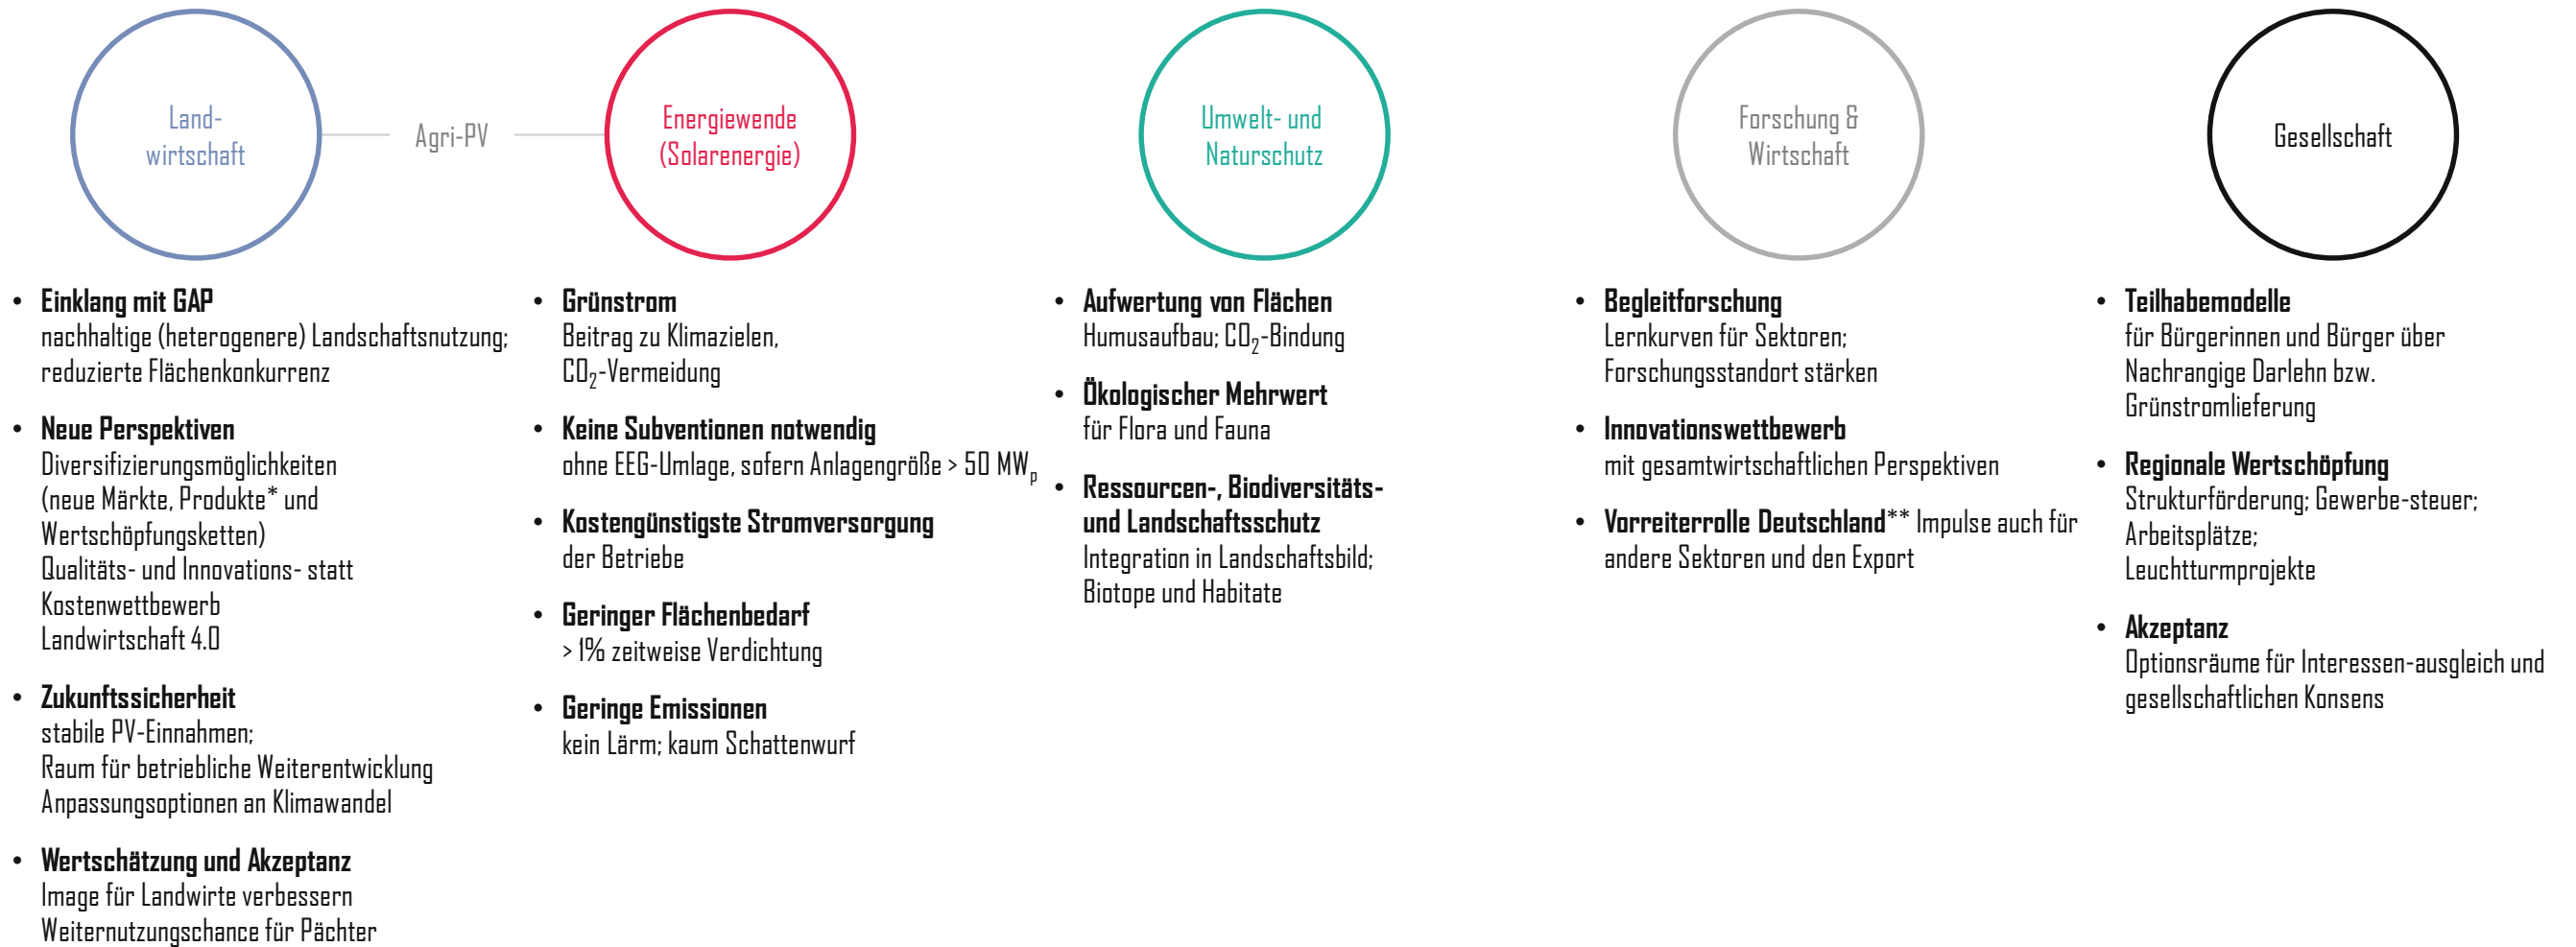 Land-
wirtschaft
Agri-PV
Energiewende
(Solarenergie)
Umwelt- und
Naturschutz
Forschung &
Wirtschaft
Gesellschaft
• Einklang mit GAP
nachhaltige (heterogenere) Landschaftsnutzung;
reduzierte Flächenkonkurrenz
• Neue Perspektiven
Diversifizierungsmöglichkeiten
(neue Märkte, Produkte* und
Wertschöpfungsketten)
Qualitäts- und Innovations- statt
Kostenwettbewerb
Landwirtschaft 4.0
• Zukunftssicherheit
stabile PV-Einnahmen;
Raum für betriebliche Weiterentwicklung
Anpassungsoptionen an Klimawandel
• Wertschätzung und Akzeptanz
Image für Landwirte verbessern
Weiternutzungschance für Pächter
• Grünstrom
Beitrag zu Klimazielen,
CO₂-Vermeidung
• Keine Subventionen notwendig
ohne EEG-Umlage, sofern Anlagengröße > 50 MWₚ
• Kostengünstigste Stromversorgung
der Betriebe
• Geringer Flächenbedarf
> 1% zeitweise Verdichtung
• Geringe Emissionen
kein Lärm; kaum Schattenwurf
• Aufwertung von Flächen
Humusaufbau; CO₂-Bindung
• Ökologischer Mehrwert
für Flora und Fauna
• Ressourcen-, Biodiversitäts-
und Landschaftsschutz
Integration in Landschaftsbild;
Biotope und Habitate
• Begleitforschung
Lernkurven für Sektoren;
Forschungsstandort stärken
• Innovationswettbewerb
mit gesamtwirtschaftlichen Perspektiven
• Vorreiterrolle Deutschland** Impulse auch für
andere Sektoren und den Export
• Teilhabemodelle
für Bürgerinnen und Bürger über
Nachrangige Darlehn bzw.
Grünstromlieferung
• Regionale Wertschöpfung
Strukturförderung; Gewerbe-steuer;
Arbeitsplätze;
Leuchtturmprojekte
• Akzeptanz
Optionsräume für Interessen-ausgleich und
gesellschaftlichen Konsens